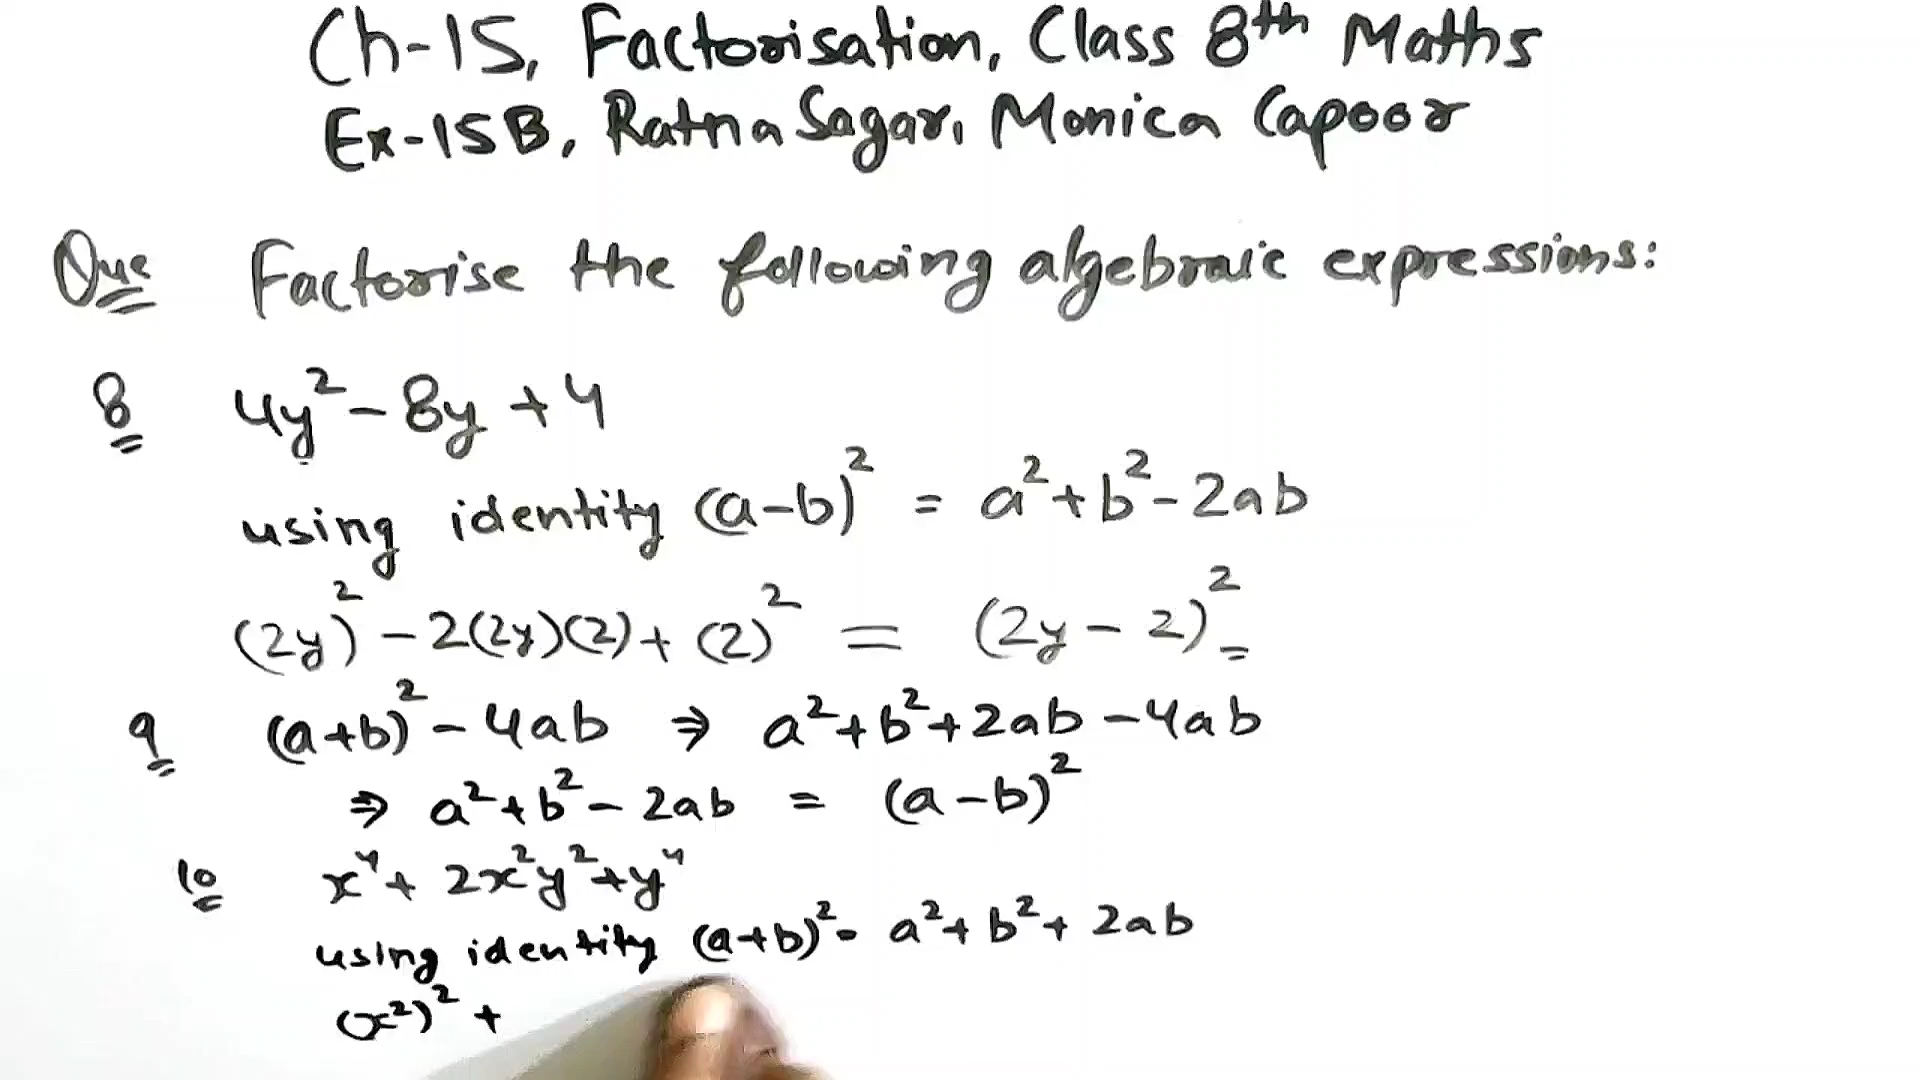 Ch-15, Factorisation, Class 8th Maths
Ex-15B, Ratna Sagar, Monica Capoor
Que Factorise the following algebraic expressions:
8 4y² - 8y + 4
using identity (a-b)² = a² + b² - 2ab
(2y)² - 2(2y)(2) + (2)² = (2y - 2)²
9 (a+b)² - 4ab ⇒ a² + b² + 2ab - 4ab
⇒ a² + b² - 2ab = (a - b)²
10 x⁴ + 2x²y² + y⁴
using identity (a+b)² = a² + b² + 2ab
(x²)² +